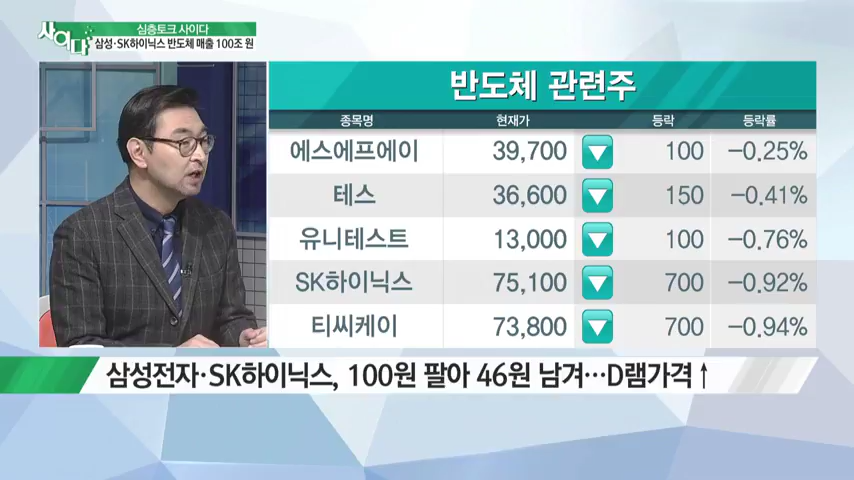 사이다
심층토크 사이다
삼성·SK하이닉스 반도체 매출 100조 원
반도체 관련주
종목명 현재가 등락 등락률
에스에프에이 39,700 ▼ 100 -0.25%
테스 36,600 ▼ 150 -0.41%
유니테스트 13,000 ▼ 100 -0.76%
SK하이닉스 75,100 ▼ 700 -0.92%
티씨케이 73,800 ▼ 700 -0.94%
삼성전자·SK하이닉스, 100원 팔아 46원 남겨…D램가격↑